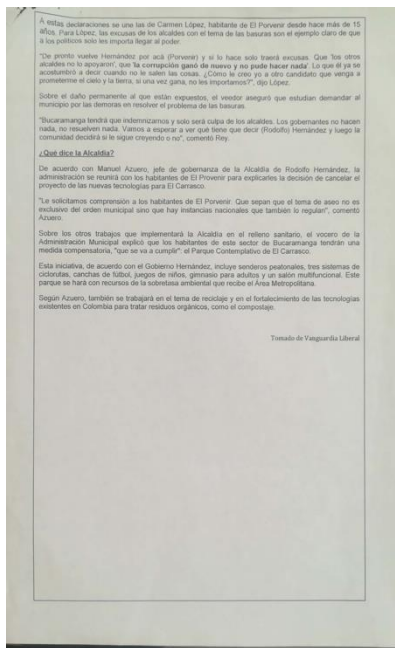 A estas declaraciones se une las de Carmen López, habitante de El Porvenir desde hace más de 15
años. Para López, las excusas de los alcaldes con el tema de las basuras son el ejemplo claro de que
a los políticos solo les importa llegar al poder.
"De pronto vuelve Hernández por acá (Porvenir) y si lo hace solo traerá excusas. Que 'los otros
alcaldes no lo apoyaron', que 'la corrupción ganó de nuevo y no pude hacer nada'. Lo que él ya se
acostumbró a decir cuando no le salen las cosas. ¿Cómo le creo yo a otro candidato que venga a
prometerme el cielo y la tierra, si una vez gana, no les importamos?", dijo López.
Sobre el daño permanente al que están expuestos, el veedor aseguró que estudian demandar al
municipio por las demoras en resolver el problema de las basuras.
"Bucaramanga tendrá que indemnizarnos y solo será culpa de los alcaldes. Los gobernantes no hacen
nada, no resuelven nada. Vamos a esperar a ver qué tiene que decir (Rodolfo) Hernández y luego la
comunidad decidirá si le sigue creyendo o no", comentó Rey.
¿Qué dice la Alcaldía?
De acuerdo con Manuel Azuero, jefe de gobernanza de la Alcaldía de Rodolfo Hernández, la
administración se reunirá con los habitantes de El Provenir para explicarles la decisión de cancelar el
proyecto de las nuevas tecnologías para El Carrasco.
"Le solicitamos comprensión a los habitantes de El Porvenir. Que sepan que el tema de aseo no es
exclusivo del orden municipal sino que hay instancias nacionales que también lo regulan", comentó
Azuero.
Sobre los otros trabajos que implementará la Alcaldía en el relleno sanitario, el vocero de la
Administración Municipal explicó que los habitantes de este sector de Bucaramanga tendrán una
medida compensatoria, "que se va a cumplir": el Parque Contemplativo de El Carrasco.
Esta iniciativa, de acuerdo con el Gobierno Hernández, incluye senderos peatonales, tres sistemas de
ciclorutas, canchas de fútbol, juegos de niños, gimnasio para adultos y un salón multifuncional. Este
parque se hará con recursos de la sobretasa ambiental que recibe el Área Metropolitana.
Según Azuero, también se trabajará en el tema de reciclaje y en el fortalecimiento de las tecnologías
existentes en Colombia para tratar residuos orgánicos, como el compostaje.
Tomado de Vanguardia Liberal